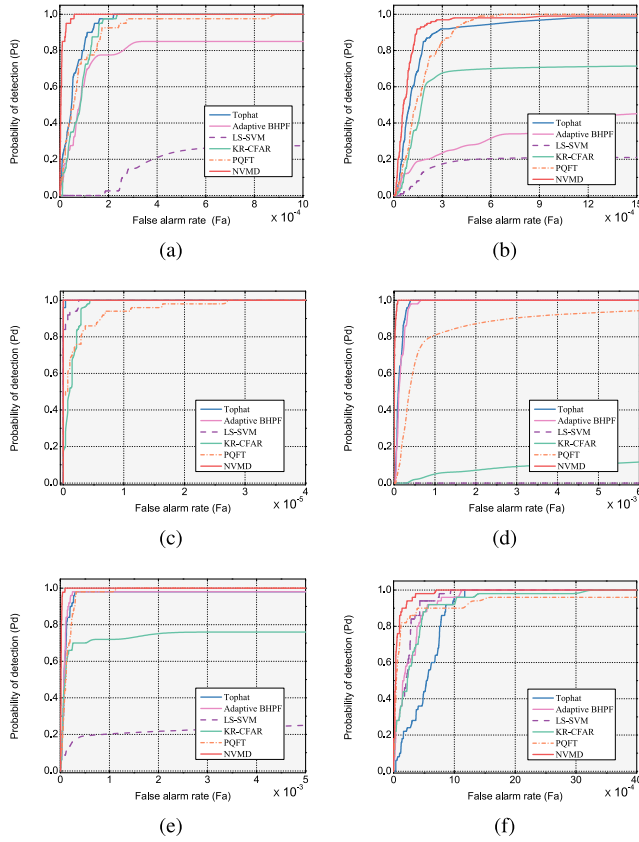 Probability of detection (Pd)
1.0
0.8
0.6
0.4
0.2
0.0
Tophat
Adaptive BHPF
LS-SVM
KR-CFAR
PQFT
NVMD
0 2 4 6 8 10
x 10-4
False alarm rate (Fa)
(a)
Probability of detection (Pd)
1.0
0.8
0.6
0.4
0.2
0.0
Tophat
Adaptive BHPF
LS-SVM
KR-CFAR
PQFT
NVMD
0 3 6 9 12 15
x 10-4
False alarm rate (Fa)
(b)
Probability of detection (Pd)
1.0
0.8
0.6
0.4
0.2
0.0
Tophat
Adaptive BHPF
LS-SVM
KR-CFAR
PQFT
NVMD
0 1 2 3 4
x 10-5
False alarm rate (Fa)
(c)
Probability of detection (Pd)
1.0
0.8
0.6
0.4
0.2
0.0
Tophat
Adaptive BHPF
LS-SVM
KR-CFAR
PQFT
NVMD
0 1 2 3 4 5 6
x 10-3
False alarm rate (Fa)
(d)
Probability of detection (Pd)
1.0
0.8
0.6
0.4
0.2
0.0
Tophat
Adaptive BHPF
LS-SVM
KR-CFAR
PQFT
NVMD
0 1 2 3 4 5
x 10-3
False alarm rate (Fa)
(e)
Probability of detection (Pd)
1.0
0.8
0.6
0.4
0.2
0.0
Tophat
Adaptive BHPF
LS-SVM
KR-CFAR
PQFT
NVMD
0 10 20 30 40
x 10-4
False alarm rate (Fa)
(f)